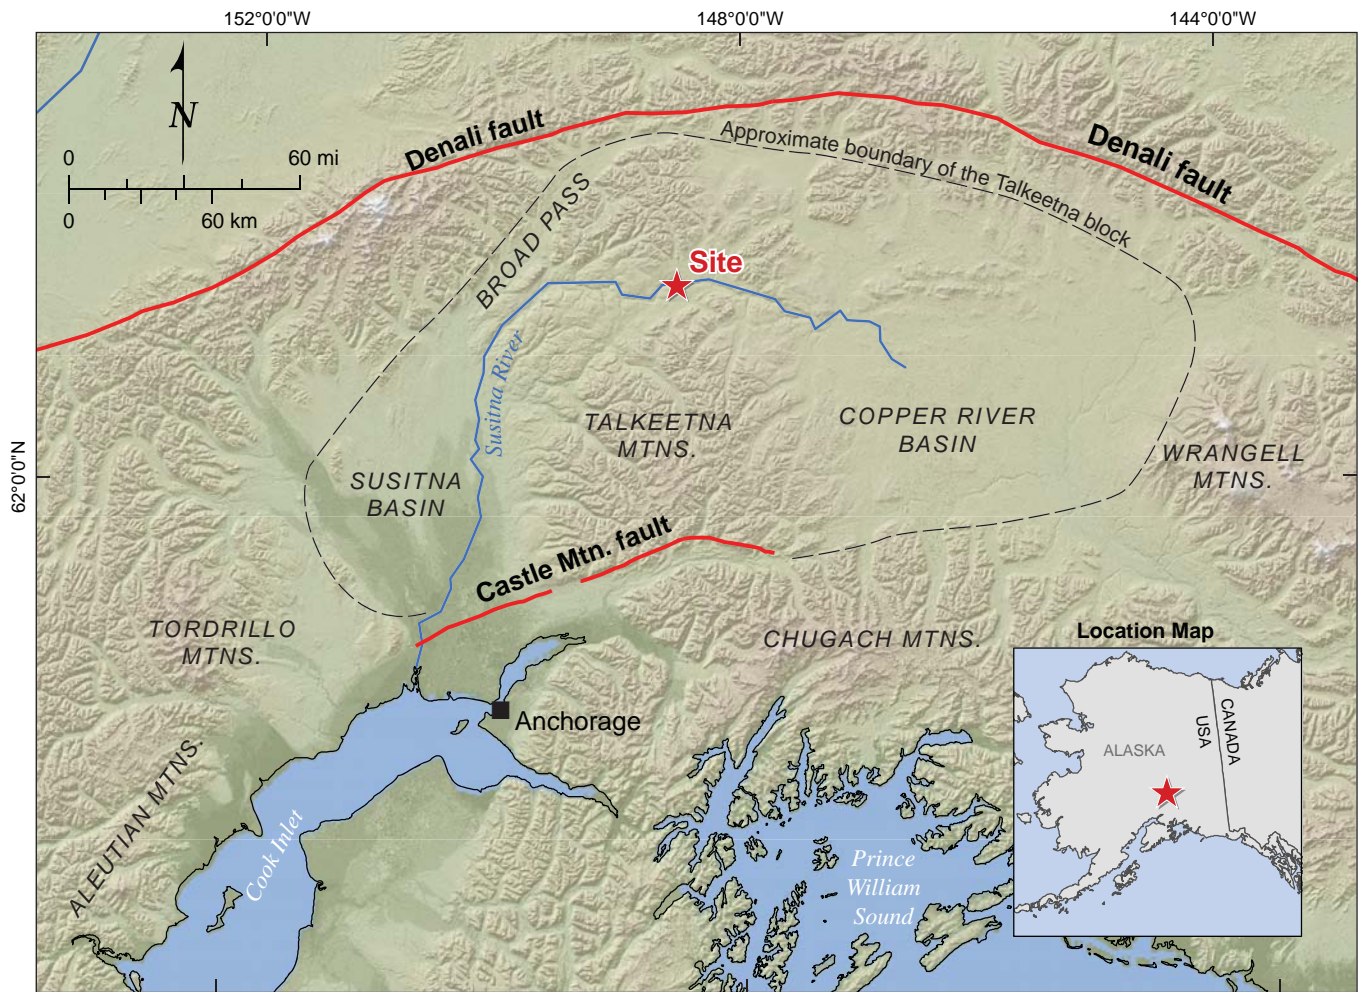 152°0'0"W
148°0'0"W
144°0'0"W
N
0
60 mi
0
60 km
Denali fault
Approximate boundary of the Talkeetna block
Denali fault
BROAD PASS
Site
Susitna River
62°0'0"N
TALKEETNA
MTNS.
COPPER RIVER
BASIN
WRANGELL
MTNS.
SUSITNA
BASIN
Castle Mtn. fault
TORDRILLO
MTNS.
CHUGACH MTNS.
Anchorage
ALEUTIAN MTNS.
Cook Inlet
Prince
William
Sound
Location Map
ALASKA
USA
CANADA